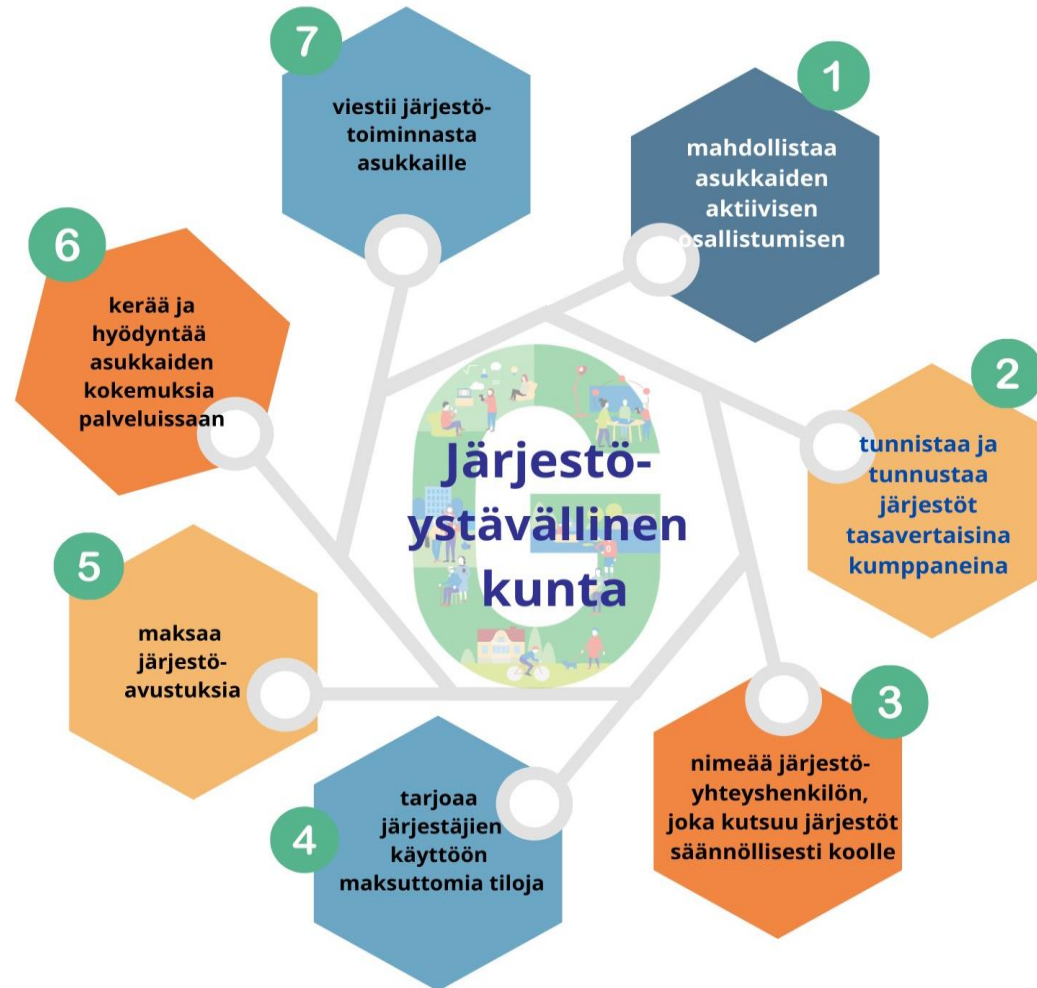 Järjestö-
ystävällinen
kunta
1
mahdollistaa
asukkaiden
aktiivisen
osallistumisen
2
tunnistaa ja
tunnustaa
järjestöt
tasavertaisina
kumppaneina
3
nimeää järjestö-
yhteyshenkilön,
joka kutsuu järjestöt
säännöllisesti koolle
4
tarjoaa
järjestäjien
käyttöön
maksuttomia tiloja
5
maksaa
järjestö-
avustuksia
6
kerää ja
hyödyntää
asukkaiden
kokemuksia
palveluissaan
7
viestii järjestö-
toiminnasta
asukkaille